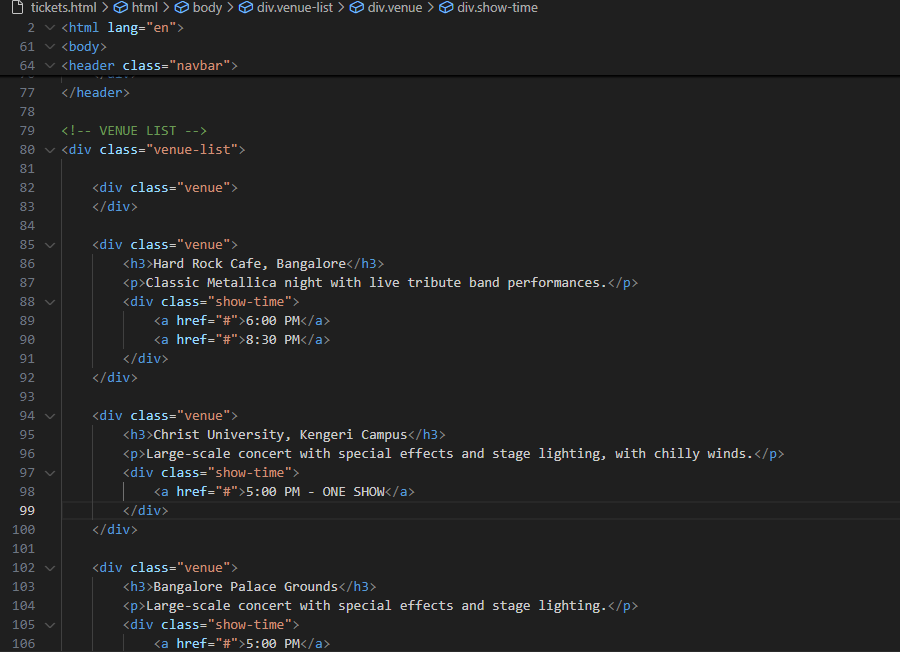 tickets.html > html > body > div.venue-list > div.venue > div.show-time
2 <html lang="en">
61 <body>
64 <header class="navbar">
77 </header>
78
79 <!-- VENUE LIST -->
80 <div class="venue-list">
81
82 <div class="venue">
83 </div>
84
85 <div class="venue">
86 <h3>Hard Rock Cafe, Bangalore</h3>
87 <p>Classic Metallica night with live tribute band performances.</p>
88 <div class="show-time">
89 <a href="#">6:00 PM</a>
90 <a href="#">8:30 PM</a>
91 </div>
92 </div>
93
94 <div class="venue">
95 <h3>Christ University, Kengeri Campus</h3>
96 <p>Large-scale concert with special effects and stage lighting, with chilly winds.</p>
97 <div class="show-time">
98 <a href="#">5:00 PM - ONE SHOW</a>
99 </div>
100 </div>
101
102 <div class="venue">
103 <h3>Bangalore Palace Grounds</h3>
104 <p>Large-scale concert with special effects and stage lighting.</p>
105 <div class="show-time">
106 <a href="#">5:00 PM</a>